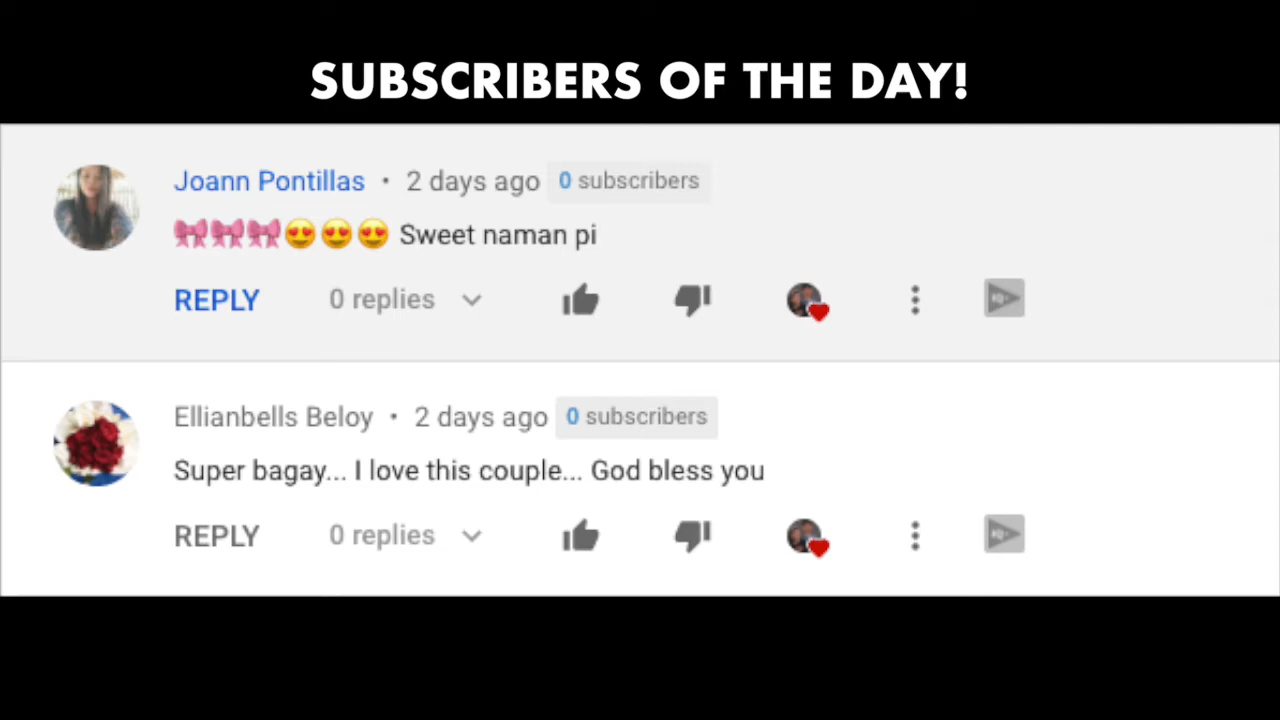 SUBSCRIBERS OF THE DAY!
Joann Pontillas • 2 days ago 0 subscribers
🎀🎀🎀😍😍😍 Sweet naman pi
REPLY 0 replies
Ellianbells Beloy • 2 days ago 0 subscribers
Super bagay... I love this couple... God bless you
REPLY 0 replies